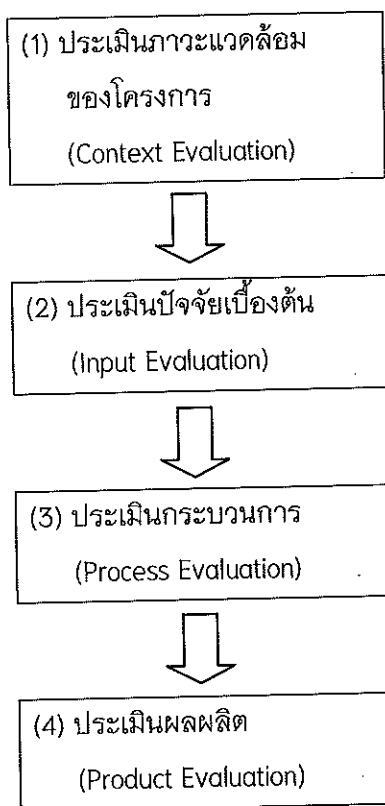 (1) ประเมินภาวะแวดล้อม
ของโครงการ
(Context Evaluation)
(2) ประเมินปัจจัยเบื้องต้น
(Input Evaluation)
(3) ประเมินกระบวนการ
(Process Evaluation)
(4) ประเมินผลผลิต
(Product Evaluation)